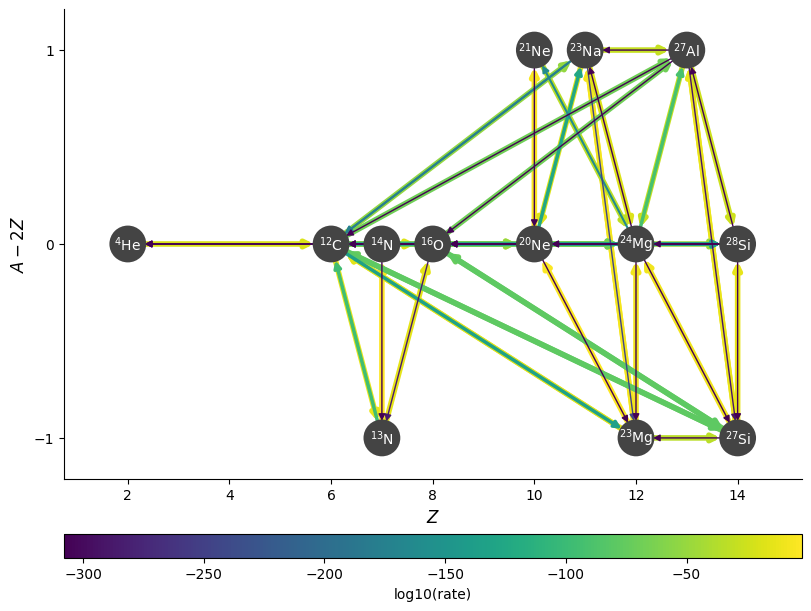 1
²¹Ne ²³Na ²⁷Al
A − 2Z
0
⁴He ¹²C ¹⁴N ¹⁶O ²⁰Ne ²⁴Mg ²⁸Si
−1
¹³N ²³Mg ²⁷Si
2 4 6 8 10 12 14
Z
−300 −250 −200 −150 −100 −50
log10(rate)